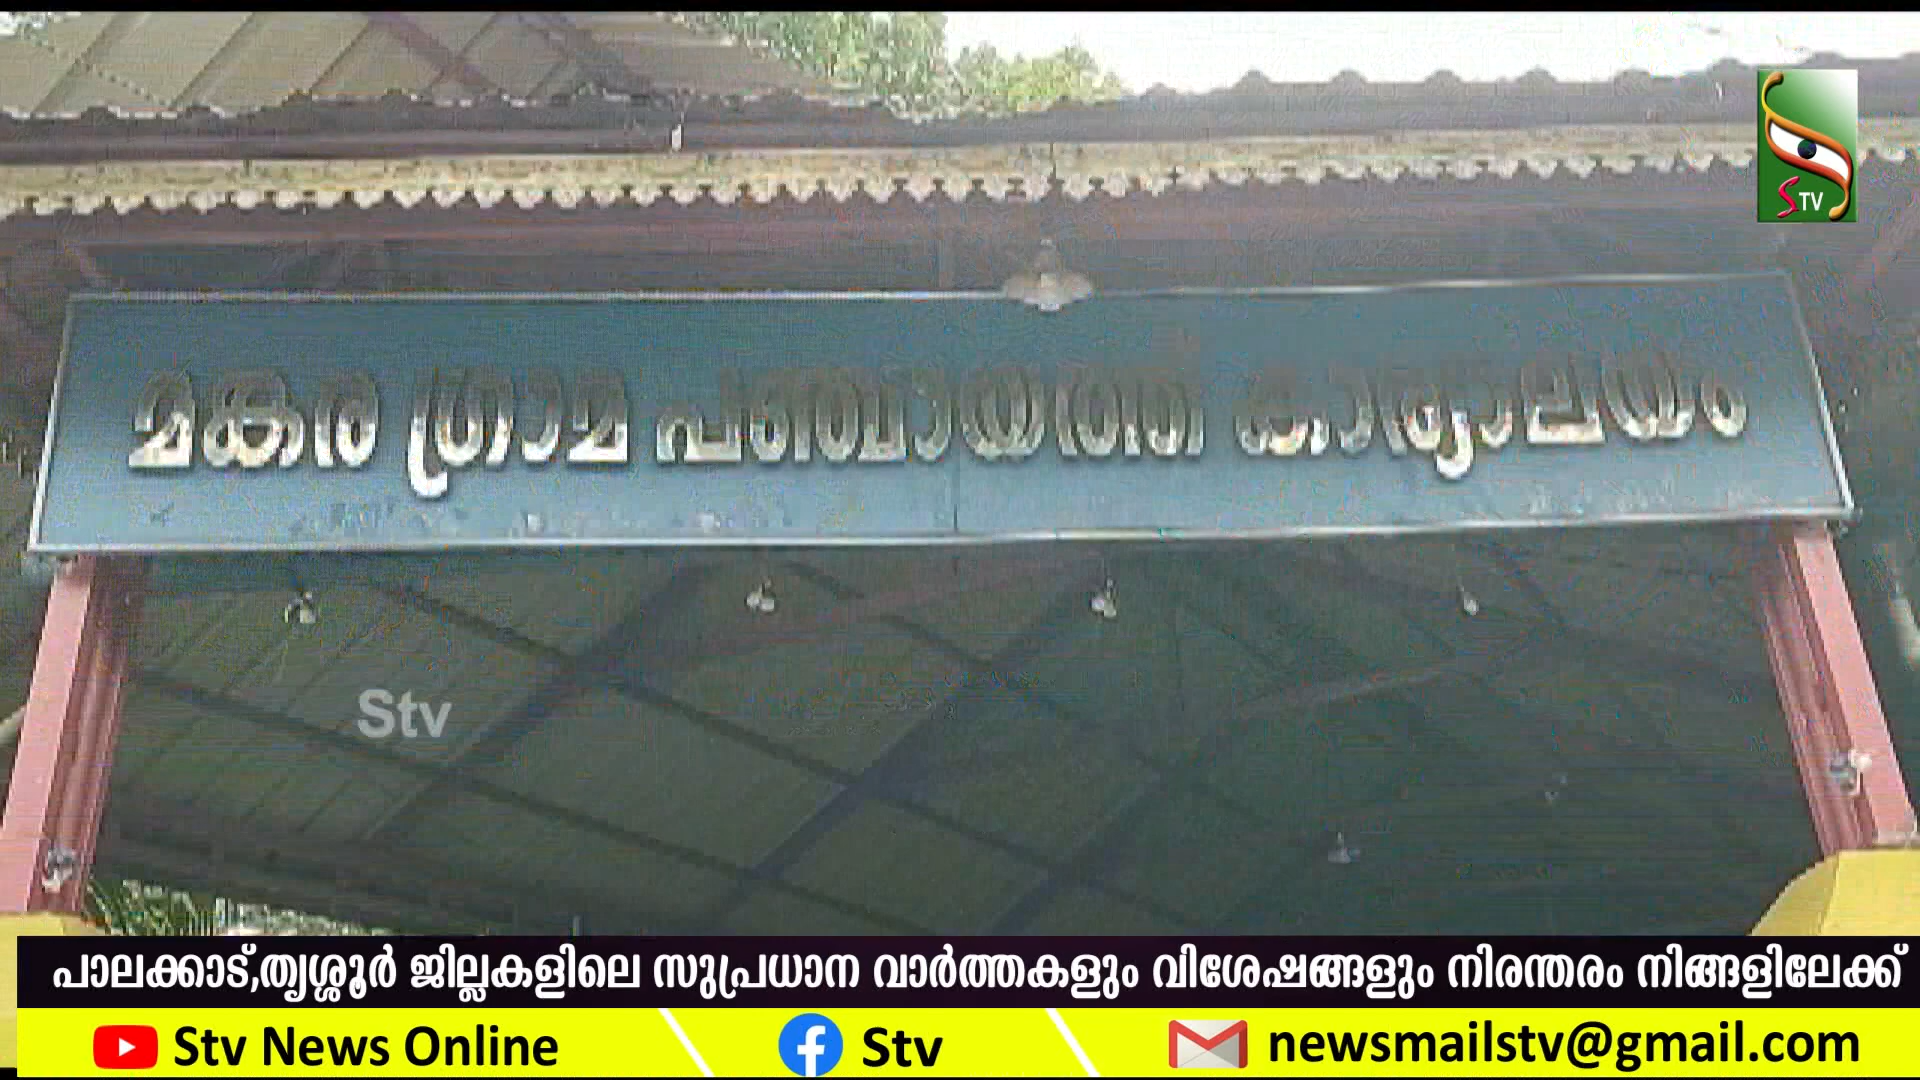 STV
മങ്കര ഗ്രാമ പഞ്ചായത്ത് കാര്യാലയം
Stv
പാലക്കാട്,തൃശ്ശൂർ ജില്ലകളിലെ സുപ്രധാന വാർത്തകളും വിശേഷങ്ങളും നിരന്തരം നിങ്ങളിലേക്ക്
Stv News Online Stv newsmailstv@gmail.com